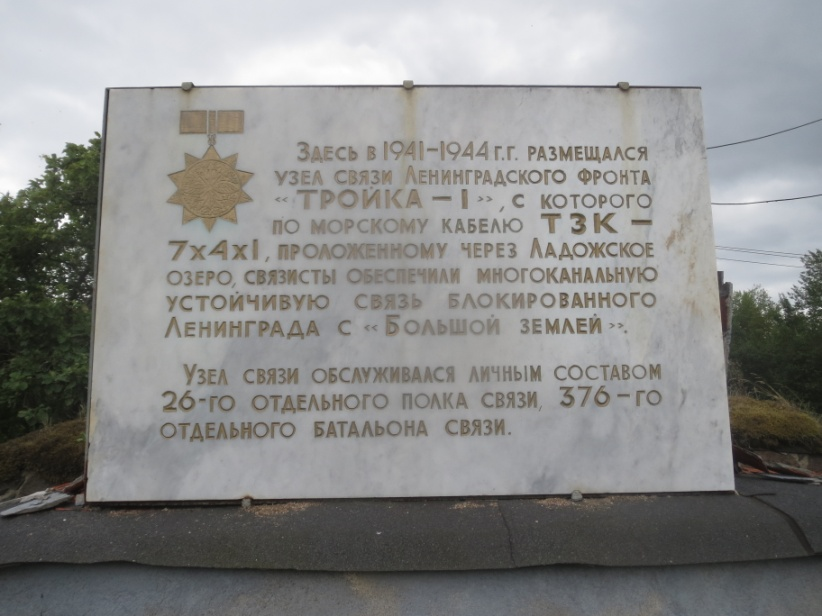 Здесь в 1941-1944 г.г. размещался
узел связи Ленинградского фронта
«Тройка - 1», с которого
по морскому кабелю ТЗК -
7х4х1, проложенному через Ладожское
озеро, связисты обеспечили многоканальную
устойчивую связь блокированного
Ленинграда с «Большой землей».
Узел связи обслуживался личным составом
26-го отдельного полка связи, 376-го
отдельного батальона связи.